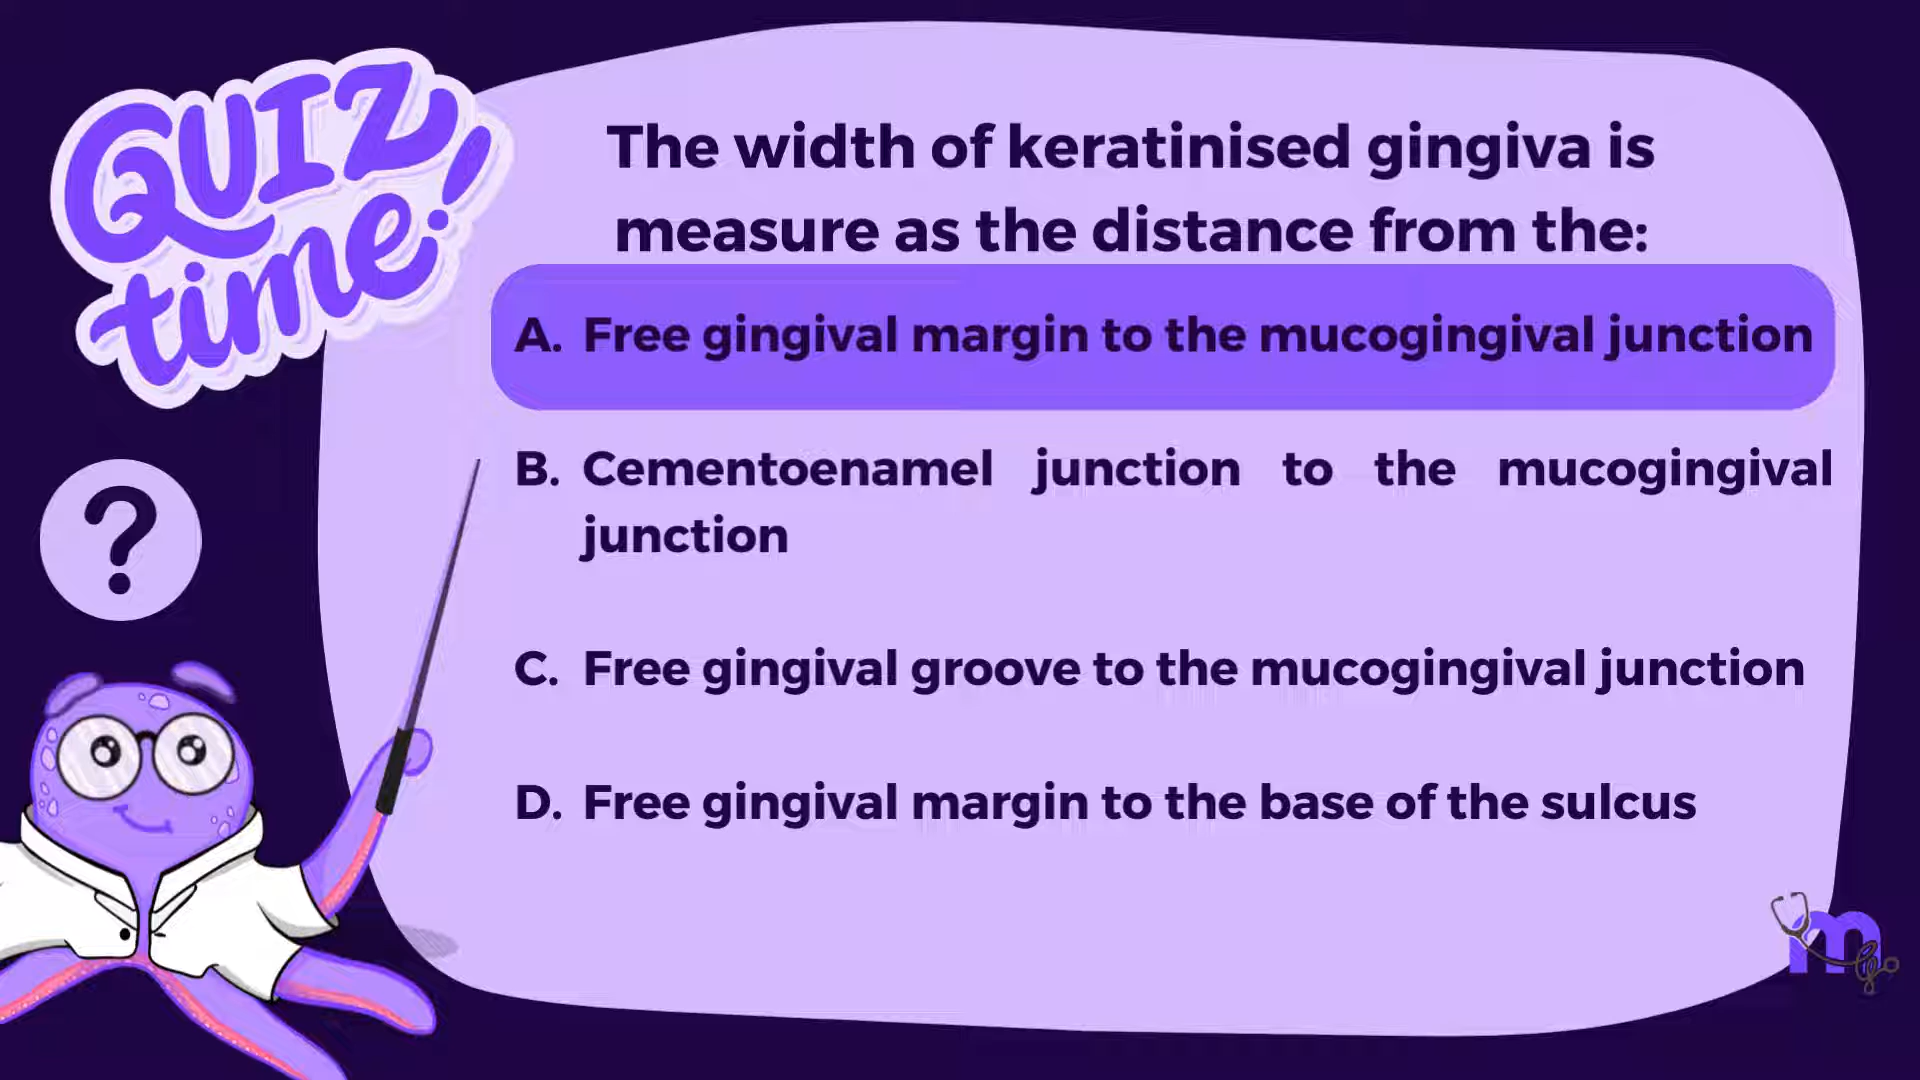 QUIZ
time!
The width of keratinised gingiva is
measure as the distance from the:
A. Free gingival margin to the mucogingival junction
B. Cementoenamel junction to the mucogingival
junction
C. Free gingival groove to the mucogingival junction
D. Free gingival margin to the base of the sulcus
?
m
go